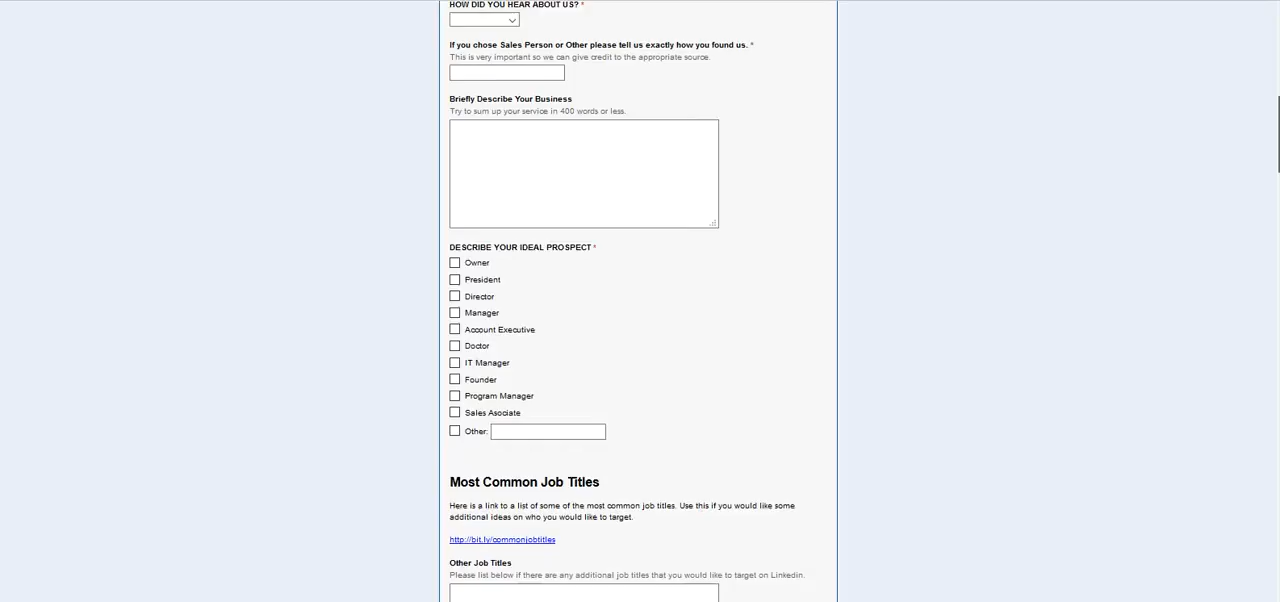 HOW DID YOU HEAR ABOUT US? *
If you chose Sales Person or Other please tell us exactly how you found us. *
This is very important so we can give credit to the appropriate source.
Briefly Describe Your Business
Try to sum up your service in 400 words or less.
DESCRIBE YOUR IDEAL PROSPECT *
Owner
President
Director
Manager
Account Executive
Doctor
IT Manager
Founder
Program Manager
Sales Asociate
Other:
Most Common Job Titles
Here is a link to a list of some of the most common job titles. Use this if you would like some
additional ideas on who you would like to target.
http://bit.ly/commonjobtitles
Other Job Titles
Please list below if there are any additional job titles that you would like to target on Linkedin.